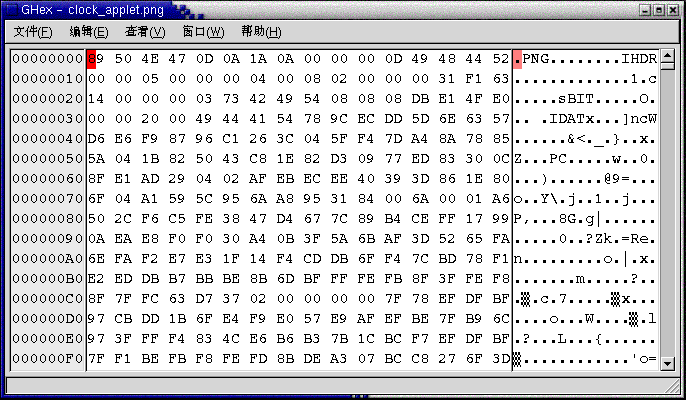 GHex - clock_applet.png
文件(F) 编辑(E) 查看(V) 窗口(W) 帮助(H)
00000000 89 50 4E 47 0D 0A 1A 0A 00 00 00 0D 49 48 44 52 .PNG........IHDR
00000010 00 00 05 00 00 00 04 00 08 02 00 00 00 31 F1 63 .............1.c
00000020 14 00 00 00 03 73 42 49 54 08 08 08 DB E1 4F E0 .....sBIT.....O.
00000030 00 00 20 00 49 44 41 54 78 9C EC DD 5D 6E 63 57 .. .IDATx...]ncW
00000040 D6 E6 F9 87 96 C1 26 3C 04 5F F4 7D A4 8A 78 85 ......&<._.}..x.
00000050 5A 04 1B 82 50 43 C8 1E 82 D3 09 77 ED 83 30 0C Z...PC.....w..0.
00000060 8F E1 AD 29 04 02 AF EB EC EE 40 39 3D 86 1E 80 ...)......@9=...
00000070 6F 04 A1 59 5C 95 6A A8 95 31 84 00 6A 00 01 A6 o..Y\.j..1..j...
00000080 50 2C F6 C5 FE 38 47 D4 67 7C 89 B4 CE FF 17 99 P,...8G.g|......
00000090 0A EA E8 F0 F0 30 A4 0B 3F 5A 6B AF 3D 52 65 FA .....0..?Zk.=Re.
000000A0 6E FA F2 E7 E3 1F 14 F4 CD DB 6F F4 7C BD 78 F1 n.........o.|.x.
000000B0 E2 ED DB B7 BB BE 8B 6D BF FF FE FB 8F 3F FE F8 .......m.....?..
000000C0 8F 7F FC 63 D7 37 02 00 00 00 00 7F 78 EF DF BF .▒.c.7.....▒x...
000000D0 97 CB DD 1B 6F E4 F9 E0 57 E9 AF EF BE 7F B9 6C ....o...W....▒.l
000000E0 97 3F FF F4 83 4C E6 B6 B3 7B 1C BC F7 EF DF BF .?...L...{......
000000F0 7F F1 BE FB F8 FE FD 8B DE A3 07 BC C8 27 6F 3D ▒............'o=